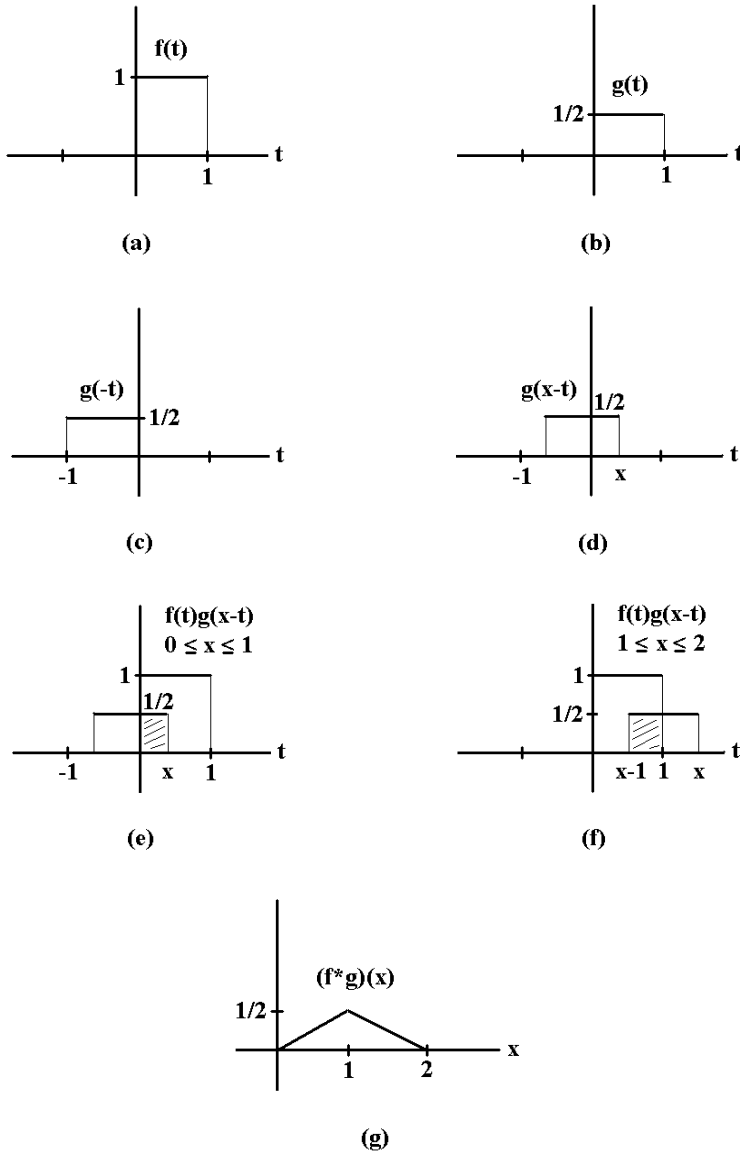 f(t)
1
t
1
(a)
g(t)
1/2
t
1
(b)
g(-t)
1/2
t
-1
(c)
g(x-t)
1/2
t
-1 x
(d)
f(t)g(x-t)
0 ≤ x ≤ 1
1
1/2
t
-1 x 1
(e)
f(t)g(x-t)
1 ≤ x ≤ 2
1
1/2
t
x-1 1 x
(f)
(f*g)(x)
1/2
x
1 2
(g)